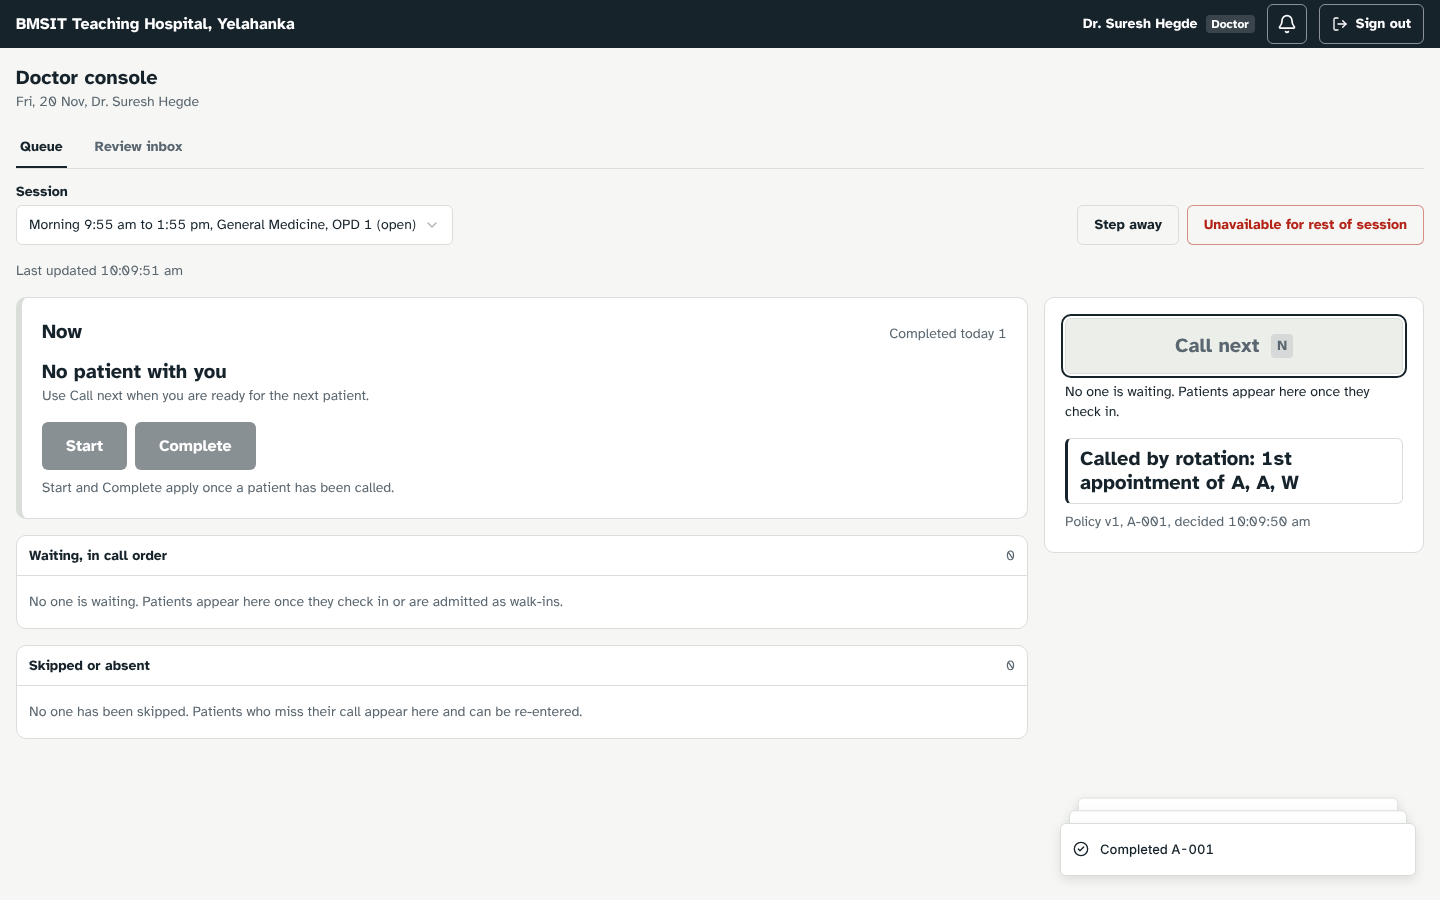 BMSIT Teaching Hospital, Yelahanka
Dr. Suresh Hegde Doctor Sign out
Doctor console
Fri, 20 Nov, Dr. Suresh Hegde
Queue Review inbox
Session
Morning 9:55 am to 1:55 pm, General Medicine, OPD 1 (open)
Step away Unavailable for rest of session
Last updated 10:09:51 am
Now
Completed today 1
No patient with you
Use Call next when you are ready for the next patient.
Start Complete
Start and Complete apply once a patient has been called.
Call next N
No one is waiting. Patients appear here once they
check in.
Called by rotation: 1st
appointment of A, A, W
Policy v1, A-001, decided 10:09:50 am
Waiting, in call order 0
No one is waiting. Patients appear here once they check in or are admitted as walk-ins.
Skipped or absent 0
No one has been skipped. Patients who miss their call appear here and can be re-entered.
Completed A-001